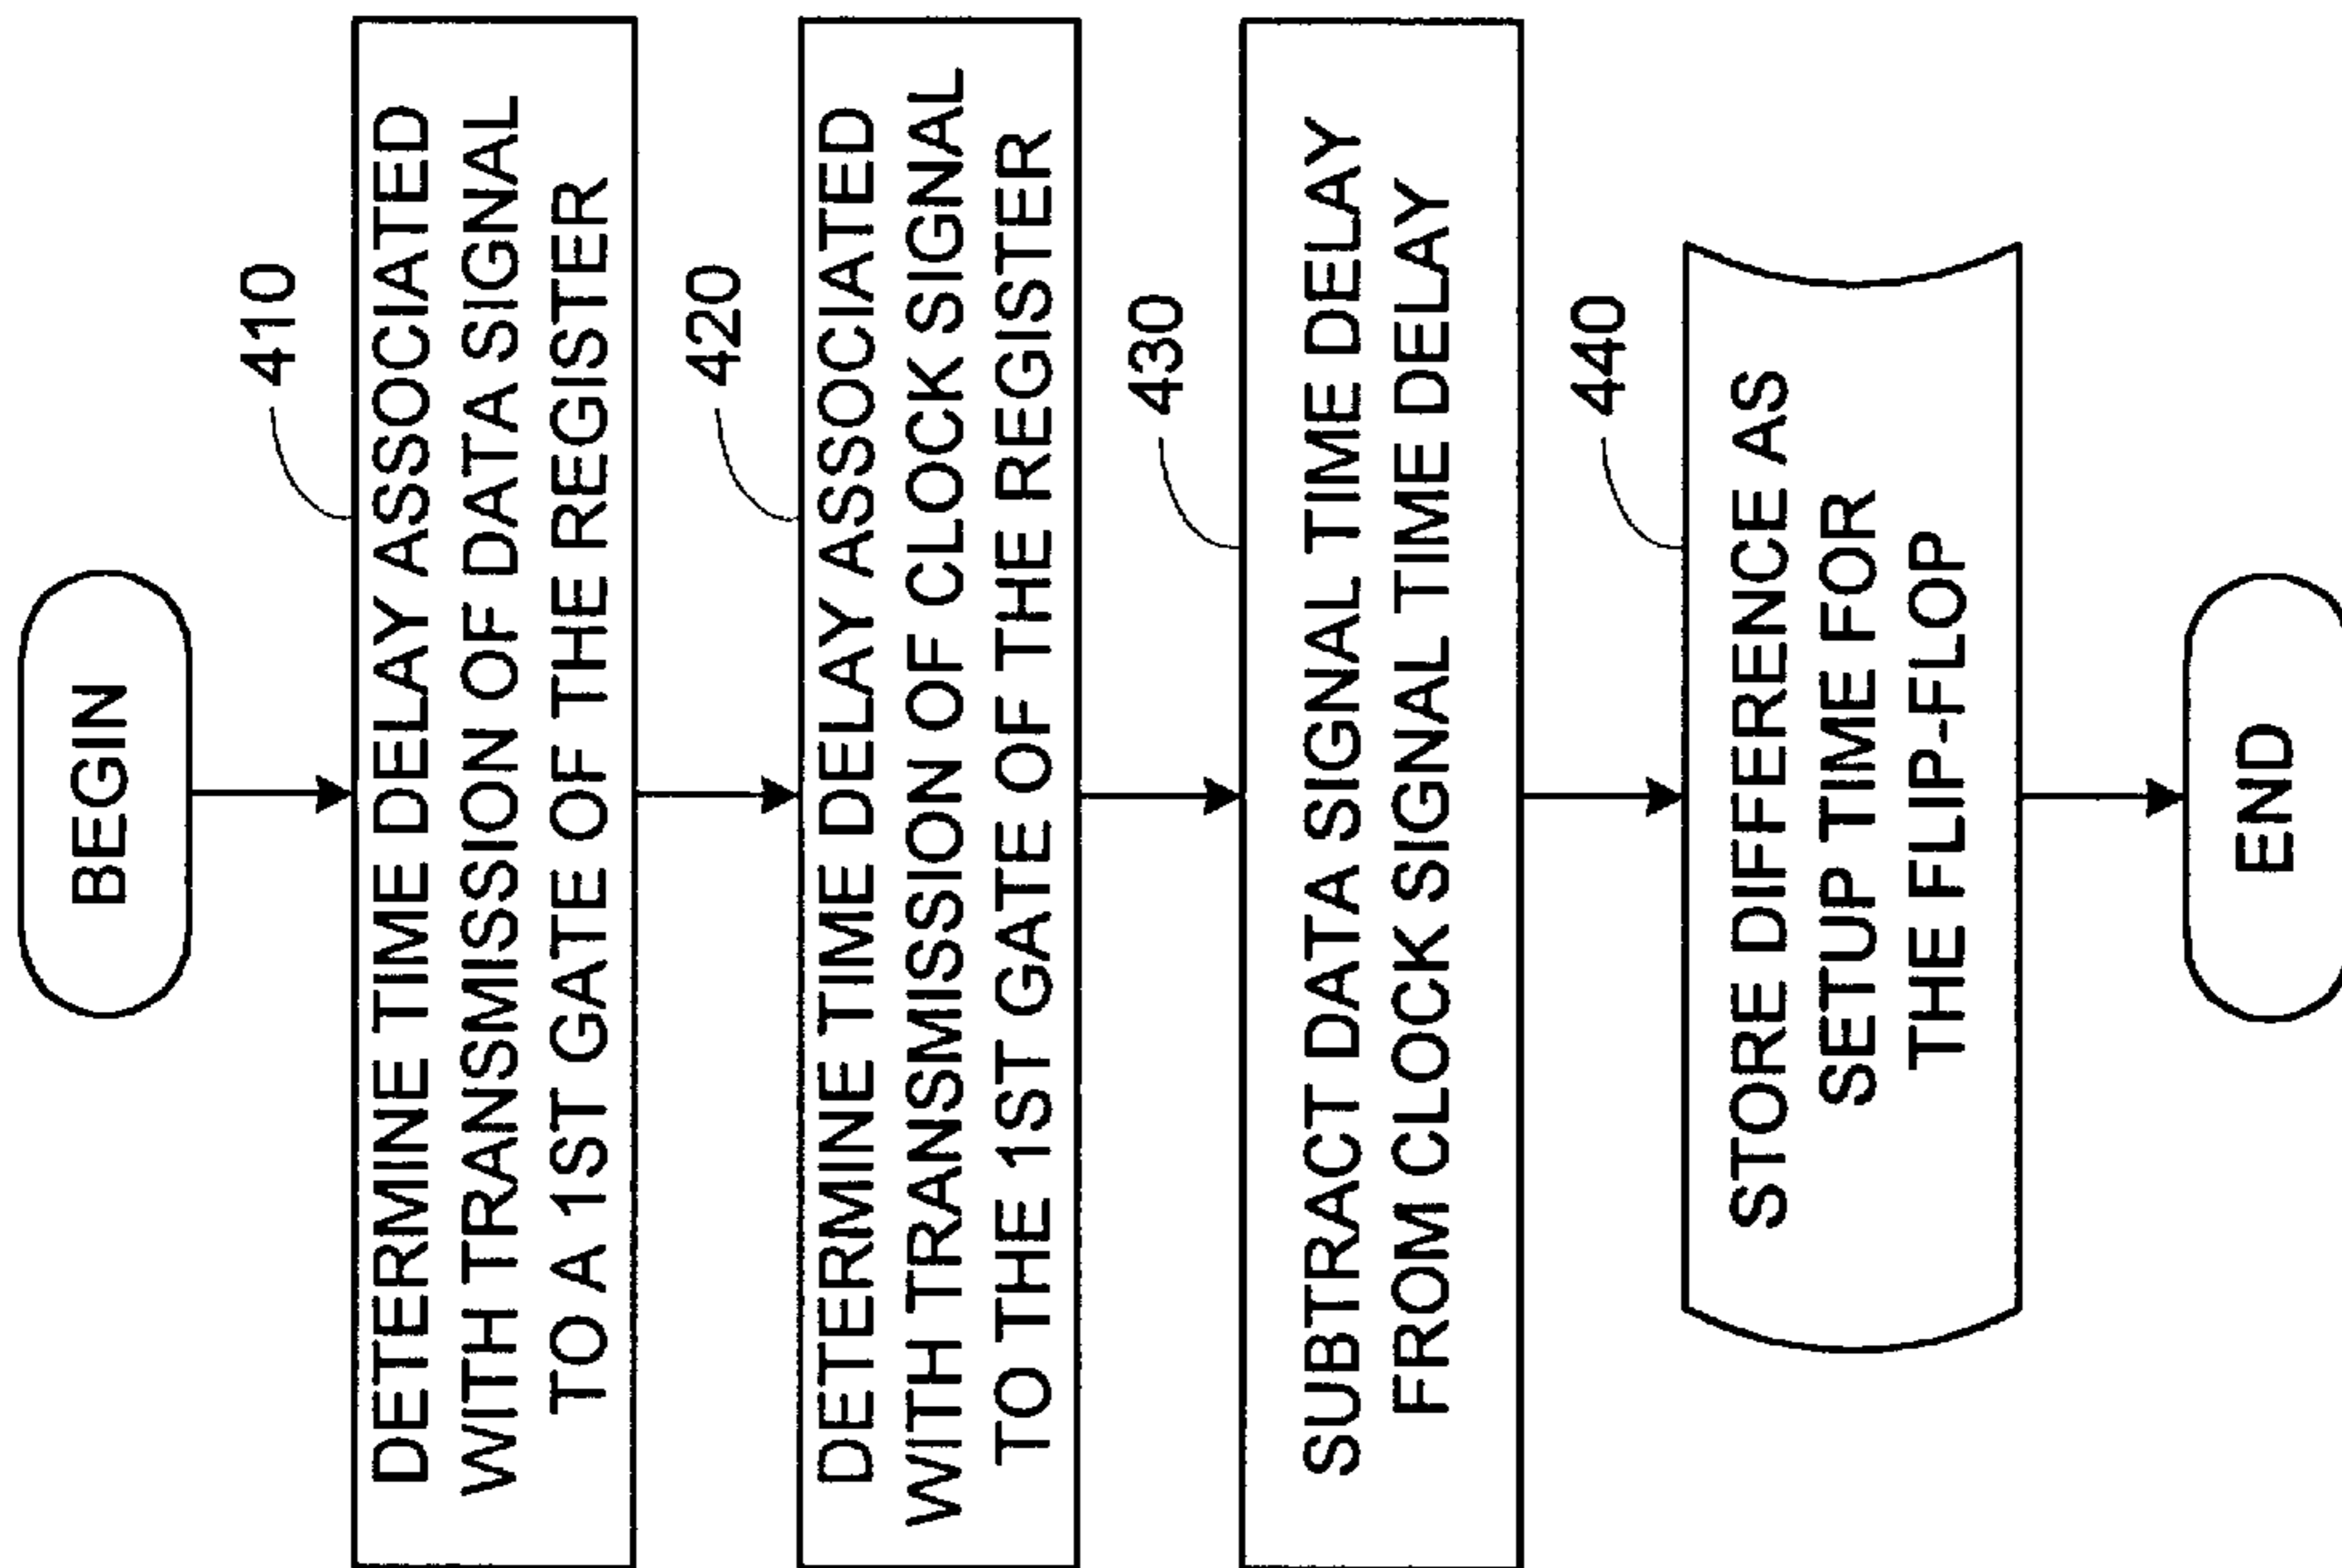 BEGIN
410
DETERMINE TIME DELAY ASSOCIATED
WITH TRANSMISSION OF DATA SIGNAL
TO A 1ST GATE OF THE REGISTER
420
DETERMINE TIME DELAY ASSOCIATED
WITH TRANSMISSION OF CLOCK SIGNAL
TO THE 1ST GATE OF THE REGISTER
430
SUBTRACT DATA SIGNAL TIME DELAY
FROM CLOCK SIGNAL TIME DELAY
440
STORE DIFFERENCE AS
SETUP TIME FOR
THE FLIP-FLOP
END